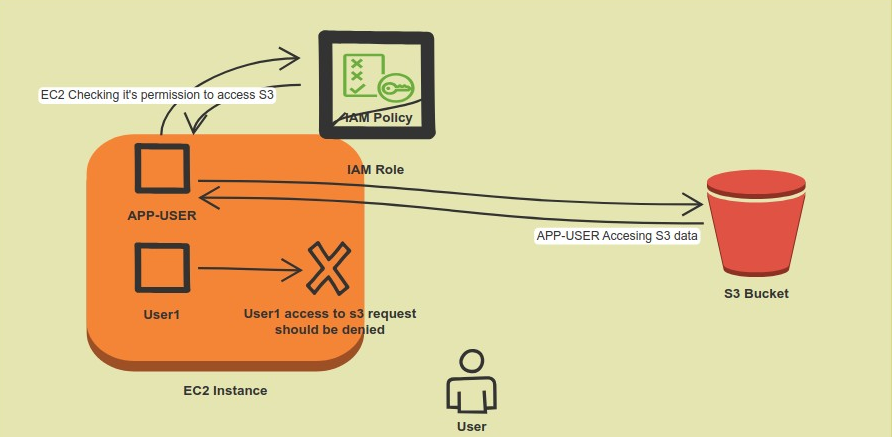 EC2 Checking it's permission to access S3
IAM Policy
IAM Role
APP-USER
APP-USER Accesing S3 data
S3 Bucket
User1
User1 access to s3 request
should be denied
EC2 Instance
User